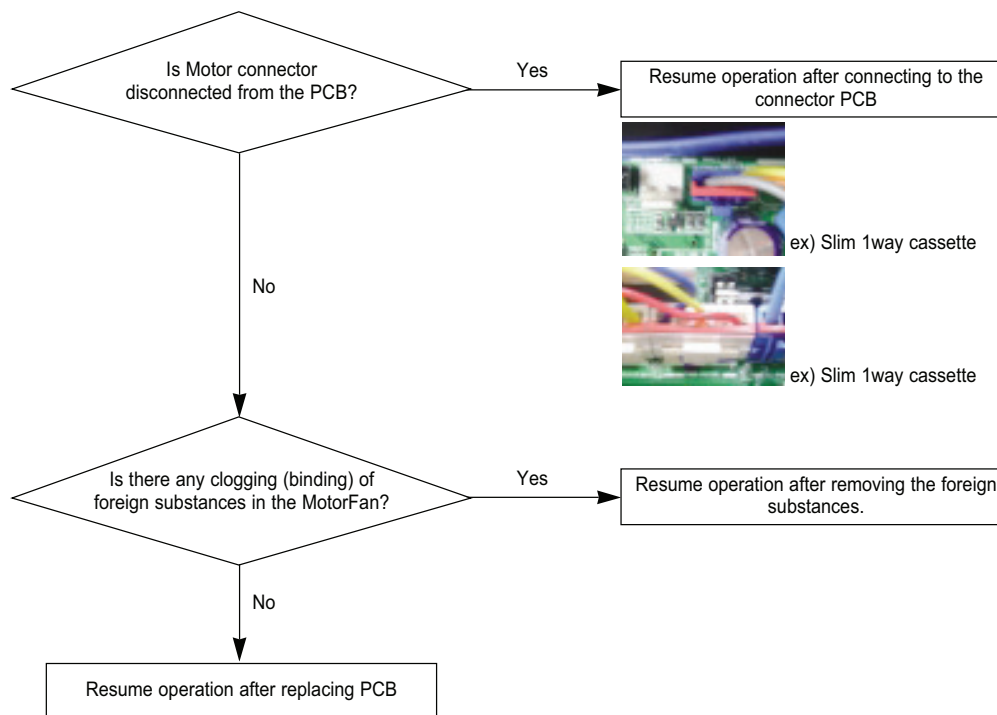 Is Motor connector
disconnected from the PCB?
Yes
Resume operation after connecting to the
connector PCB
ex) Slim 1way cassette
No
ex) Slim 1way cassette
Is there any clogging (binding) of
foreign substances in the MotorFan?
Yes
Resume operation after removing the foreign
substances.
No
Resume operation after replacing PCB